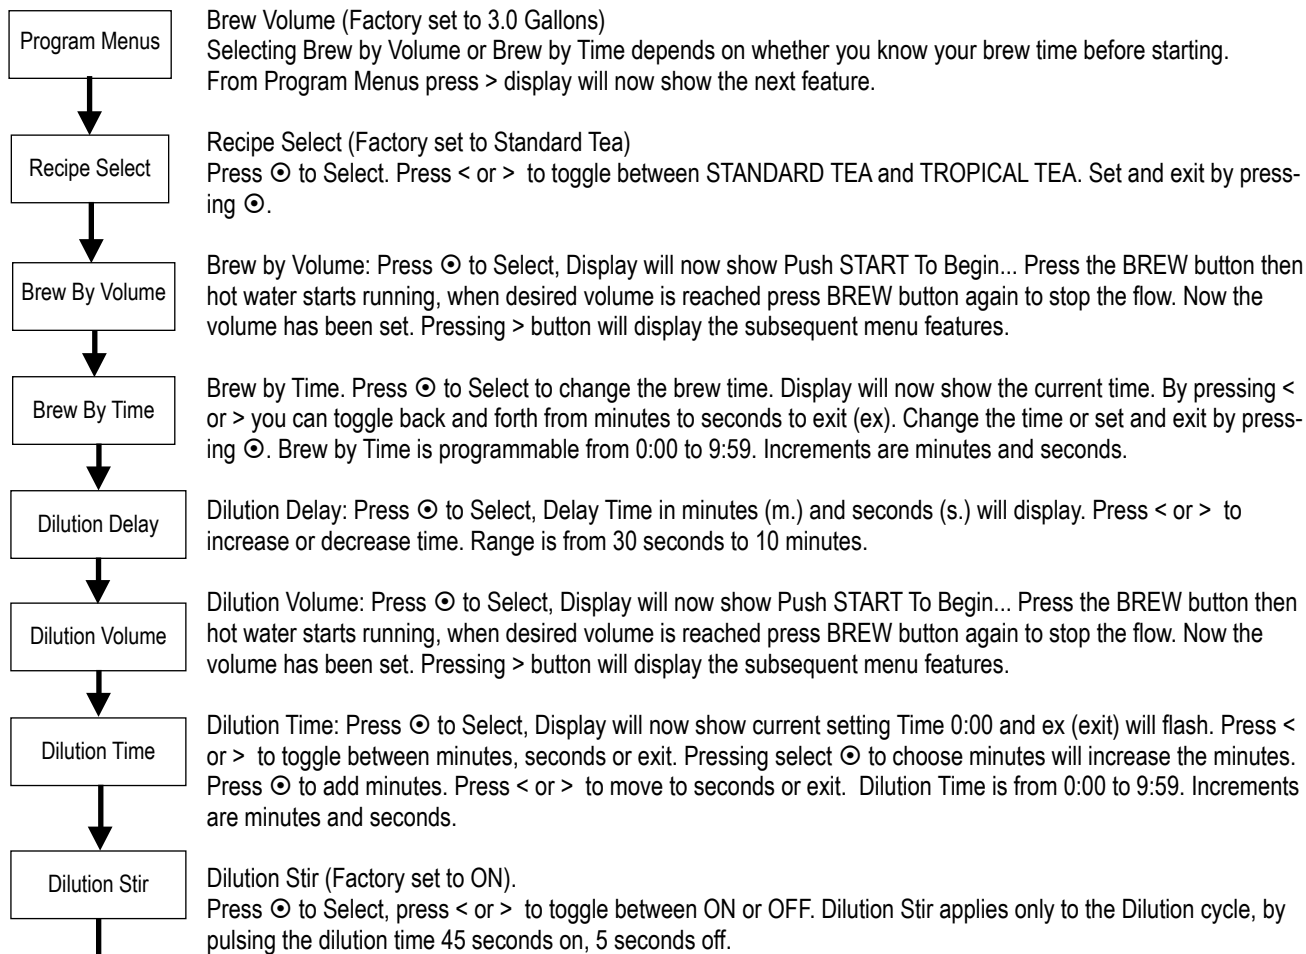 Program Menus
Brew Volume (Factory set to 3.0 Gallons)
Selecting Brew by Volume or Brew by Time depends on whether you know your brew time before starting.
From Program Menus press > display will now show the next feature.
Recipe Select
Recipe Select (Factory set to Standard Tea)
Press ⊙ to Select. Press < or > to toggle between STANDARD TEA and TROPICAL TEA. Set and exit by press-
ing ⊙.
Brew By Volume
Brew by Volume: Press ⊙ to Select, Display will now show Push START To Begin... Press the BREW button then
hot water starts running, when desired volume is reached press BREW button again to stop the flow. Now the
volume has been set. Pressing > button will display the subsequent menu features.
Brew By Time
Brew by Time. Press ⊙ to Select to change the brew time. Display will now show the current time. By pressing <
or > you can toggle back and forth from minutes to seconds to exit (ex). Change the time or set and exit by press-
ing ⊙. Brew by Time is programmable from 0:00 to 9:59. Increments are minutes and seconds.
Dilution Delay
Dilution Delay: Press ⊙ to Select, Delay Time in minutes (m.) and seconds (s.) will display. Press < or > to
increase or decrease time. Range is from 30 seconds to 10 minutes.
Dilution Volume
Dilution Volume: Press ⊙ to Select, Display will now show Push START To Begin... Press the BREW button then
hot water starts running, when desired volume is reached press BREW button again to stop the flow. Now the
volume has been set. Pressing > button will display the subsequent menu features.
Dilution Time
Dilution Time: Press ⊙ to Select, Display will now show current setting Time 0:00 and ex (exit) will flash. Press <
or > to toggle between minutes, seconds or exit. Pressing select ⊙ to choose minutes will increase the minutes.
Press ⊙ to add minutes. Press < or > to move to seconds or exit. Dilution Time is from 0:00 to 9:59. Increments
are minutes and seconds.
Dilution Stir
Dilution Stir (Factory set to ON).
Press ⊙ to Select, press < or > to toggle between ON or OFF. Dilution Stir applies only to the Dilution cycle, by
pulsing the dilution time 45 seconds on, 5 seconds off.